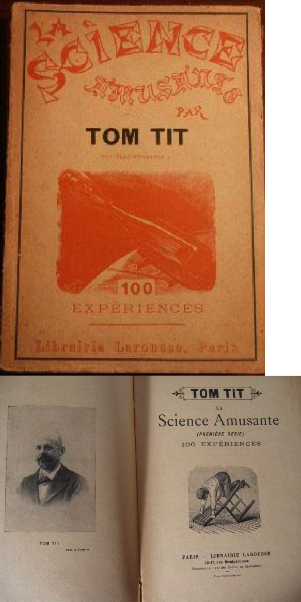 LA
SCIENCE
AMUSANTE
PAR
TOM TIT
100
EXPÉRIENCES
Librairie Larousse, Paris
TOM TIT
TOM TIT
LA
Science Amusante
(PREMIÈRE SÉRIE)
100 EXPÉRIENCES
PARIS. — LIBRAIRIE LAROUSSE